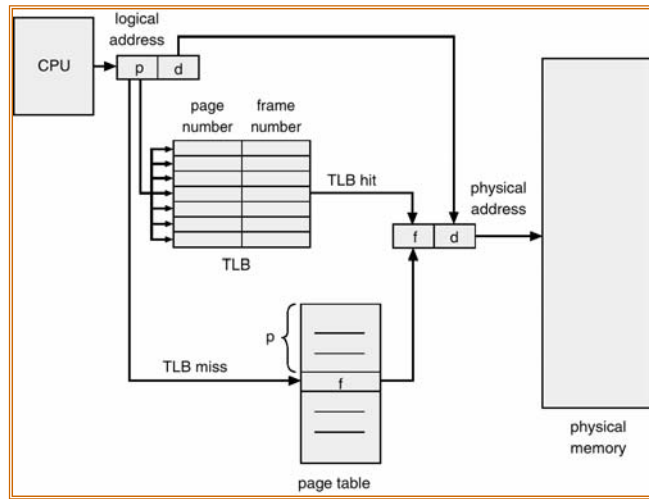 logical
address
CPU
p d
page
number
frame
number
TLB hit
physical
address
f d
TLB
p
TLB miss
f
page table
physical
memory